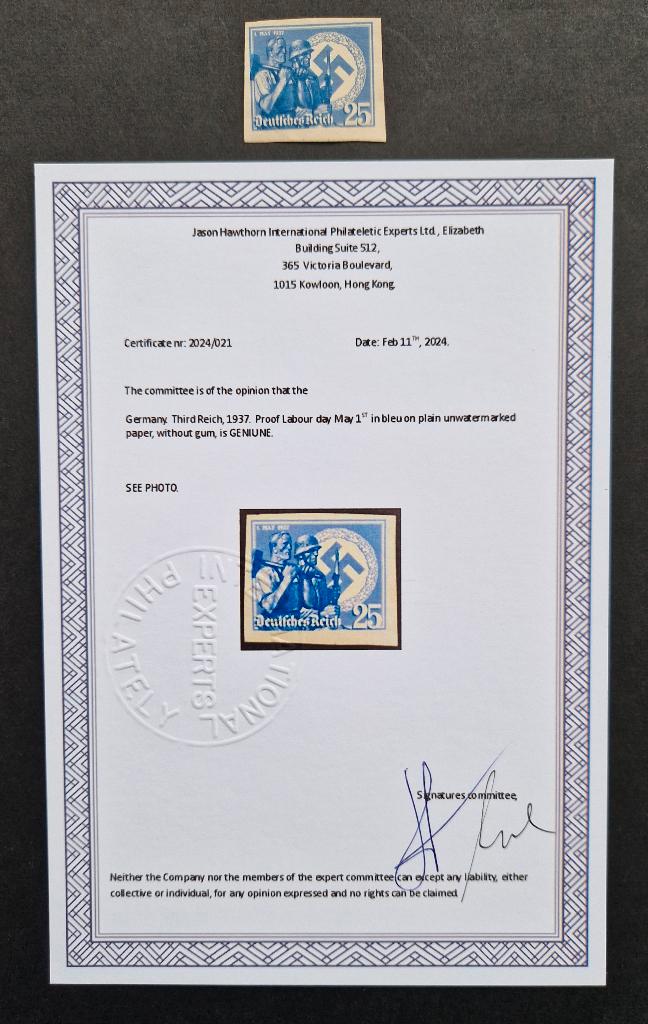 1. MAY 1937
Deutsches Reich 25
Jason Hawthorn International Philateletic Experts Ltd., Elizabeth
Building Suite 512,
365 Victoria Boulevard,
1015 Kowloon, Hong Kong.
Certificate nr: 2024/021 Date: Feb 11TH, 2024.
The committee is of the opinion that the
Germany. Third Reich, 1937. Proof Labour day May 1ST in bleu on plain unwatermarked
paper, without gum, is GENIUNE.
SEE PHOTO.
1. MAY 1937
Deutsches Reich 25
PHILATELY
EXPERTS
Signatures committee,
Neither the Company nor the members of the expert committee can except any liability, either
collective or individual, for any opinion expressed and no rights can be claimed.